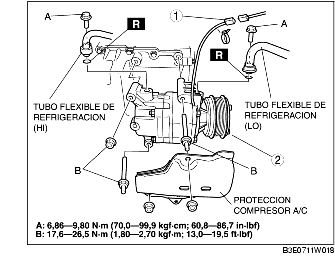 A
1
R
A
R
TUBO FLEXIBLE DE
REFRIGERACION
(HI)
TUBO FLEXIBLE DE
REFRIGERACION
(LO)
2
B
B
PROTECCION
COMPRESOR A/C
A: 6,86—9,80 N·m (70,0—99,9 kgf·cm; 60,8—86,7 in·lbf)
B: 17,6—26,5 N·m (1,80—2,70 kgf·m; 13,0—19,5 ft·lbf)
B3E0711W018